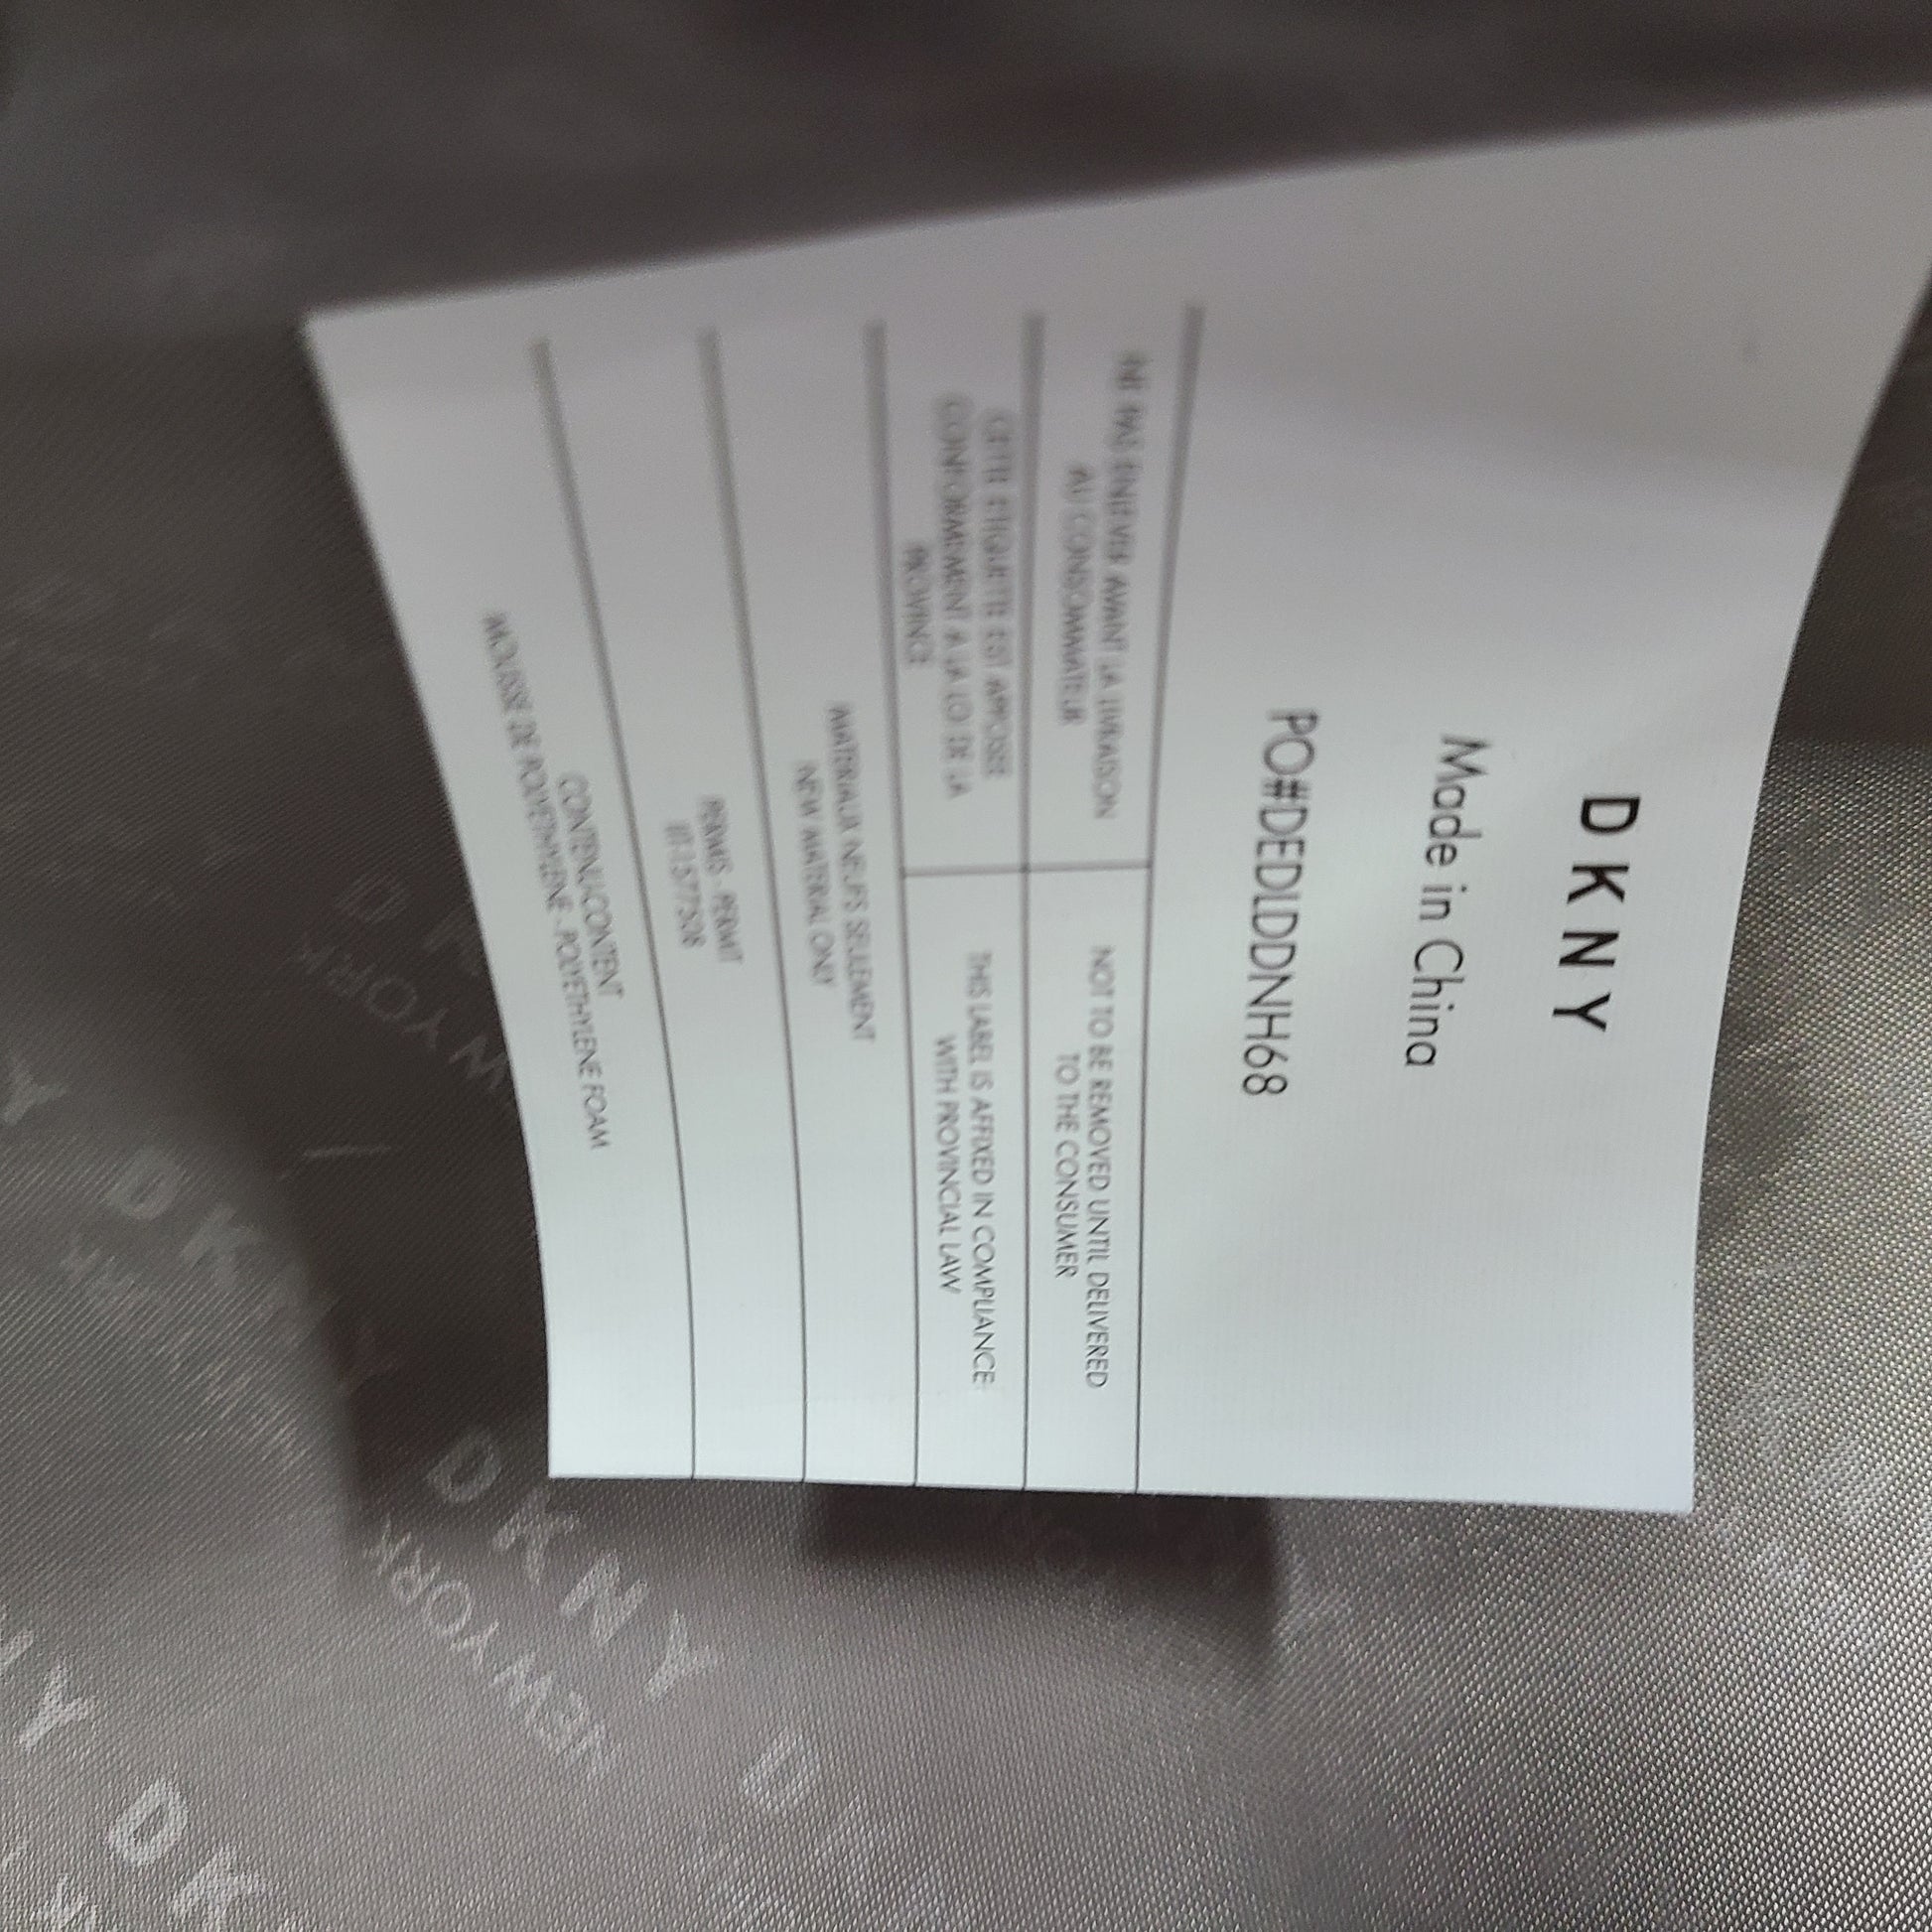 DKNY
Made in China
PO#DEDLDDNH68
NE PAS ENLEVER AVANT LA LIVRAISON
AU CONSOMMATEUR
NOT TO BE REMOVED UNTIL DELIVERED
TO THE CONSUMER
CETTE ETIQUETTE EST APPOSEE
CONFORMEMENT A LA LOI DE LA
PROVINCE
THIS LABEL IS AFFIXED IN COMPLIANCE
WITH PROVINCIAL LAW
MATERIAUX NEUFS SEULEMENT
NEW MATERIAL ONLY
PERMIS - PERMIT
CONTENU-CONTENT
MOUSSE DE POLYETHYLENE - POLYETHYLENE FOAM
DKNY
NEW YORK